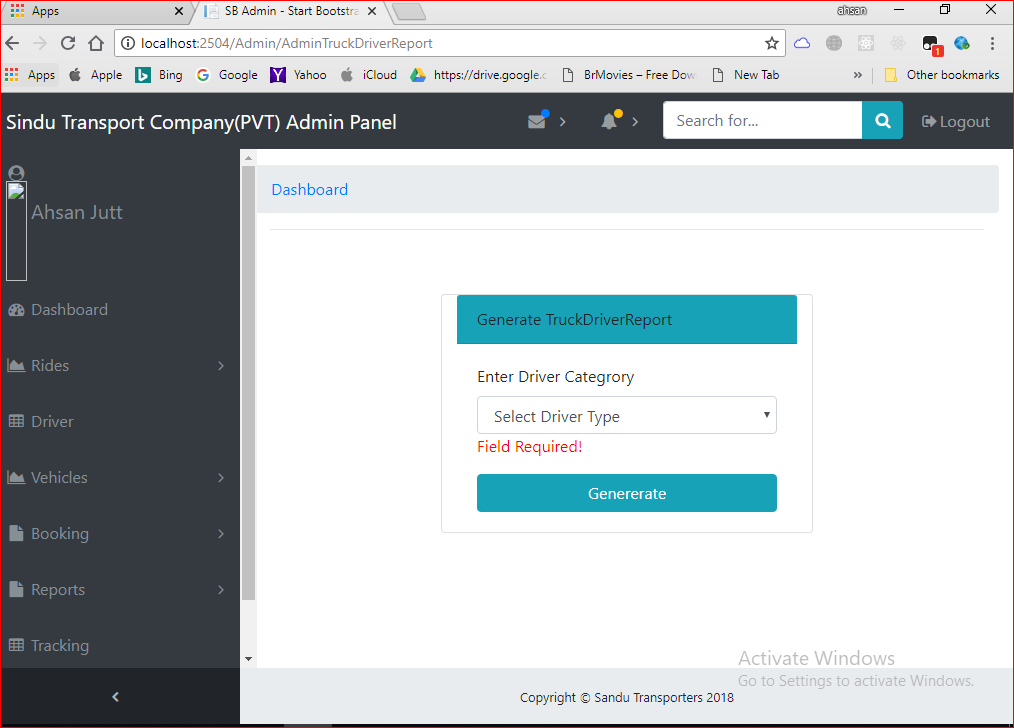 Apps
SB Admin - Start Bootstra
ahsan
localhost:2504/Admin/AdminTruckDriverReport
1
Apps
Apple
Bing
Google
Yahoo
iCloud
https://drive.google.c
BrMovies – Free Dow
New Tab
»
Other bookmarks
Sindu Transport Company(PVT) Admin Panel
Search for...
Logout
Ahsan Jutt
Dashboard
Dashboard
Rides
Driver
Vehicles
Booking
Reports
Tracking
Generate TruckDriverReport
Enter Driver Categrory
Select Driver Type
Field Required!
Genererate
Activate Windows
Go to Settings to activate Windows.
Copyright © Sandu Transporters 2018